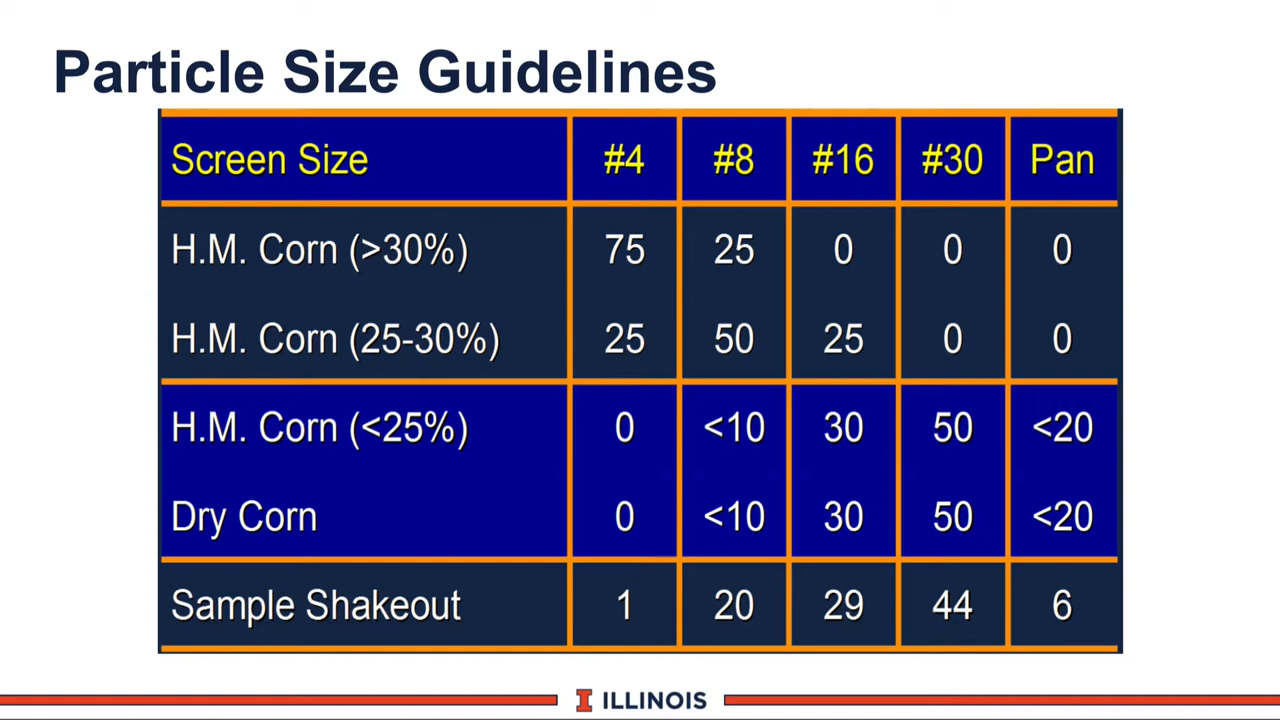 Particle Size Guidelines
Screen Size #4 #8 #16 #30 Pan
H.M. Corn (>30%) 75 25 0 0 0
H.M. Corn (25-30%) 25 50 25 0 0
H.M. Corn (<25%) 0 <10 30 50 <20
Dry Corn 0 <10 30 50 <20
Sample Shakeout 1 20 29 44 6
I ILLINOIS